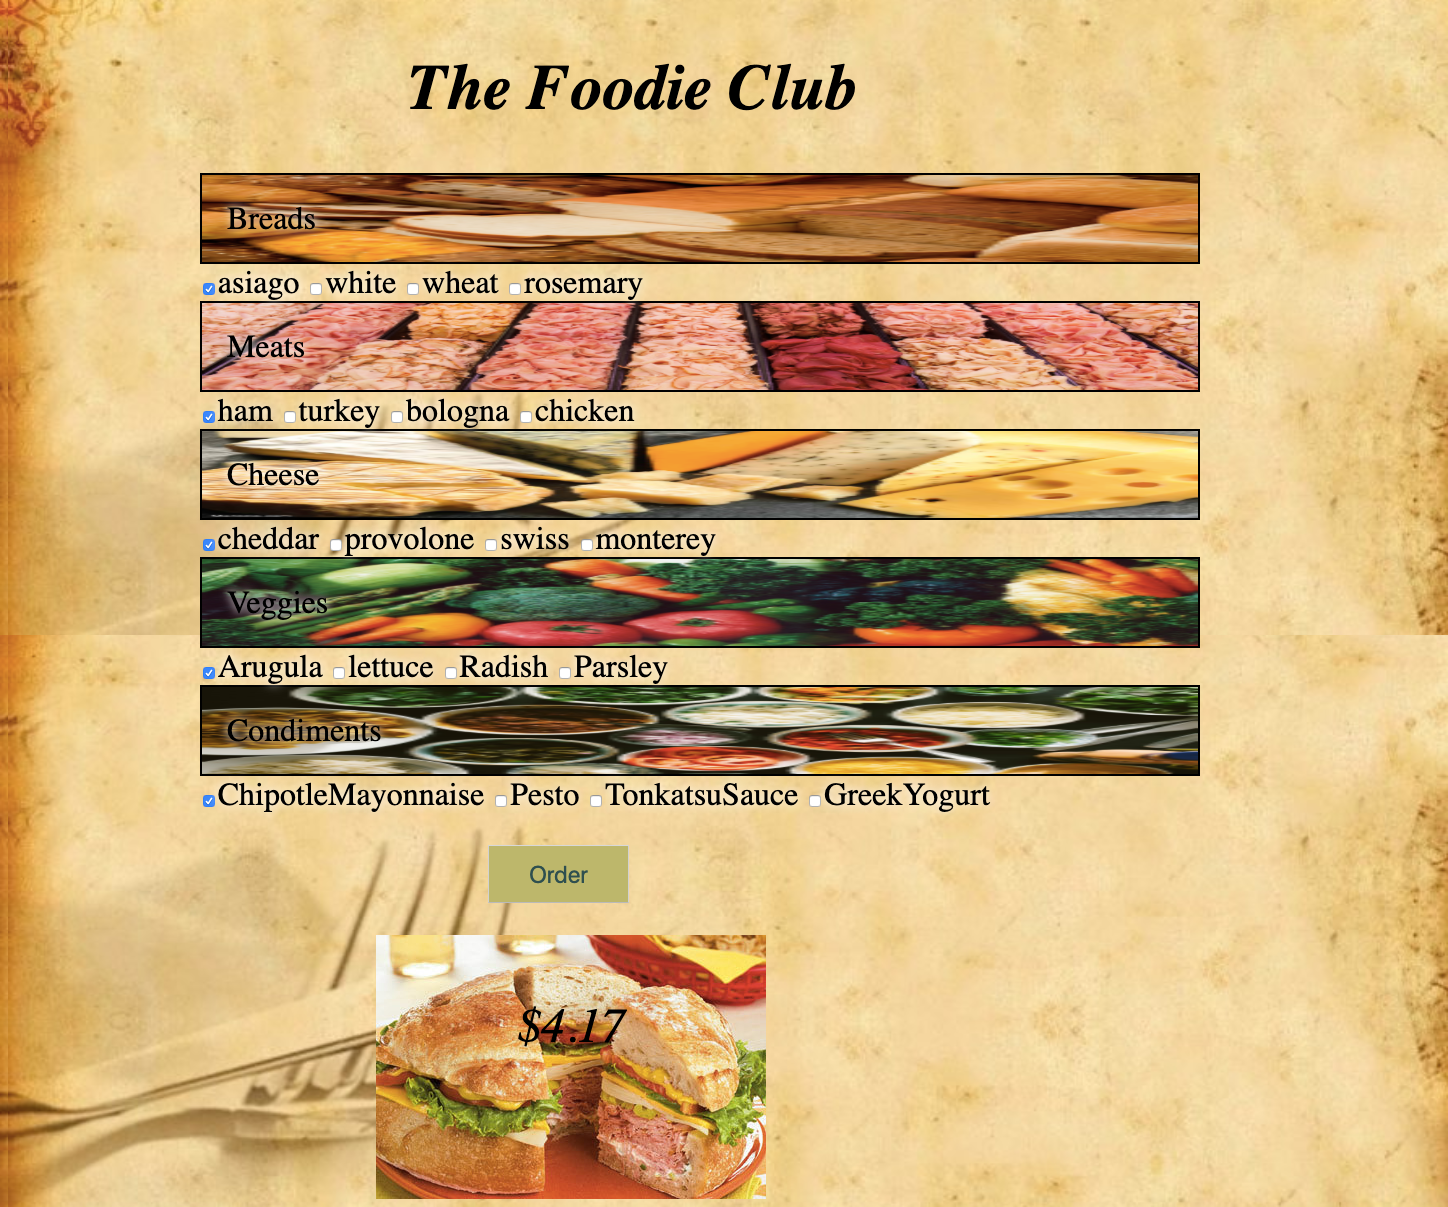 The Foodie Club
Breads
asiago white wheat rosemary
Meats
ham turkey bologna chicken
Cheese
cheddar provolone swiss monterey
Veggies
Arugula lettuce Radish Parsley
Condiments
ChipotleMayonnaise Pesto TonkatsuSauce GreekYogurt
Order
$4.17